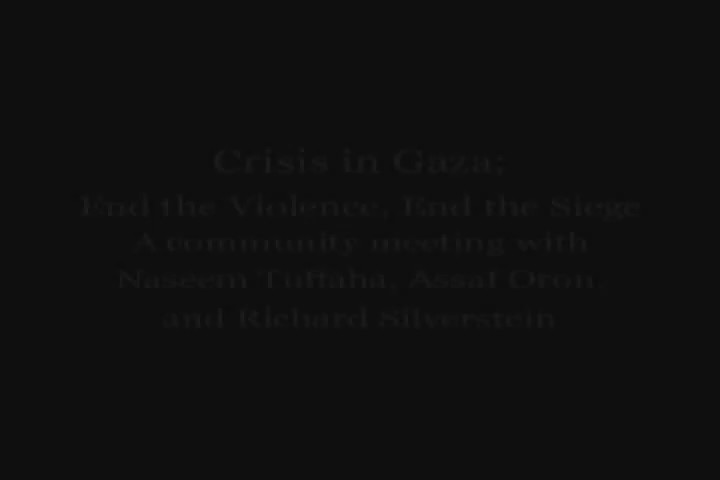 Crisis in Gaza:
End the Violence, End the Siege
A community meeting with
Naseem Tuffaha, Assaf Oron,
and Richard Silverstein